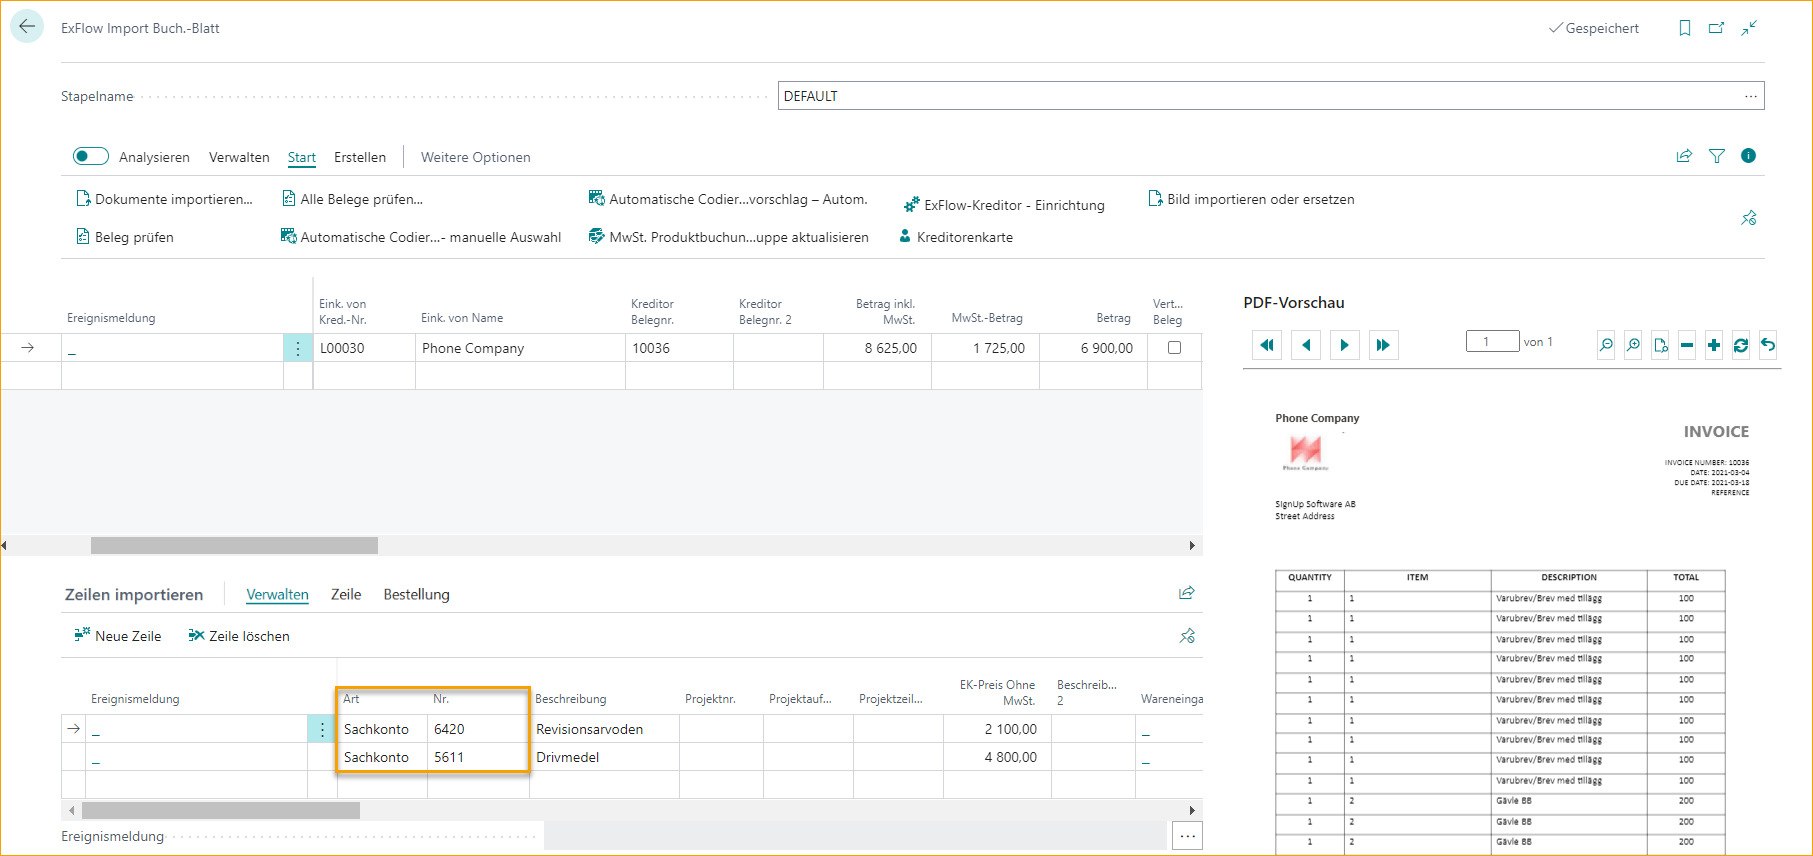 ExFlow Import Buch.-Blatt
Gespeichert
Stapelname
DEFAULT
Analysieren Verwalten Start Erstellen Weitere Optionen
Dokumente importieren... Alle Belege prüfen... Automatische Codier...vorschlag – Autom. ExFlow-Kreditor - Einrichtung Bild importieren oder ersetzen
Beleg prüfen Automatische Codier...- manuelle Auswahl MwSt. Produktbuchun...uppe aktualisieren Kreditorenkarte
Ereignismeldung Eink. von Kred.-Nr. Eink. von Name Kreditor Belegnr. Kreditor Belegnr. 2 Betrag inkl. MwSt. MwSt.-Betrag Betrag Vert... Beleg
_ L00030 Phone Company 10036 8 625,00 1 725,00 6 900,00
Zeilen importieren Verwalten Zeile Bestellung
Neue Zeile Zeile löschen
Ereignismeldung Art Nr. Beschreibung Projektnr. Projektauf... Projektzeil... EK-Preis Ohne MwSt. Beschreib... 2 Wareneinga
_ Sachkonto 6420 Revisionsarvoden 2 100,00 _
_ Sachkonto 5611 Drivmedel 4 800,00 _
Ereignismeldung
PDF-Vorschau
1 von 1
Phone Company
INVOICE
Phone Company
INVOICE NUMBER: 10036
DATE: 2021-03-04
DUE DATE: 2021-03-18
REFERENCE
SignUp Software AB
Street Address
QUANTITY ITEM DESCRIPTION TOTAL
1 1 Varubrev/Brev med tillägg 100
1 1 Varubrev/Brev med tillägg 100
1 1 Varubrev/Brev med tillägg 100
1 1 Varubrev/Brev med tillägg 100
1 1 Varubrev/Brev med tillägg 100
1 1 Varubrev/Brev med tillägg 100
1 1 Varubrev/Brev med tillägg 100
1 1 Varubrev/Brev med tillägg 100
1 1 Varubrev/Brev med tillägg 100
1 1 Varubrev/Brev med tillägg 100
1 2 Gävle BB 200
1 2 Gävle BB 200
1 2 Gävle BB 200